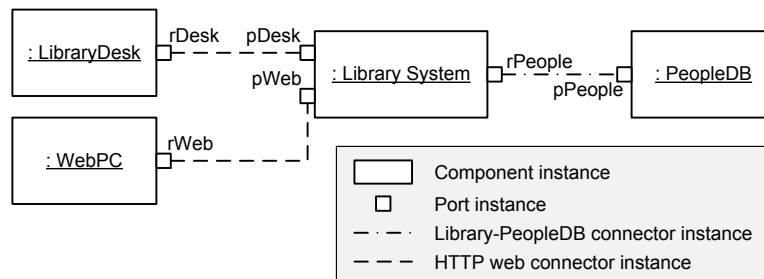 rDesk
pDesk
: LibraryDesk
pWeb
: Library System
rPeople
pPeople
: PeopleDB
rWeb
: WebPC
Component instance
Port instance
Library-PeopleDB connector instance
HTTP web connector instance